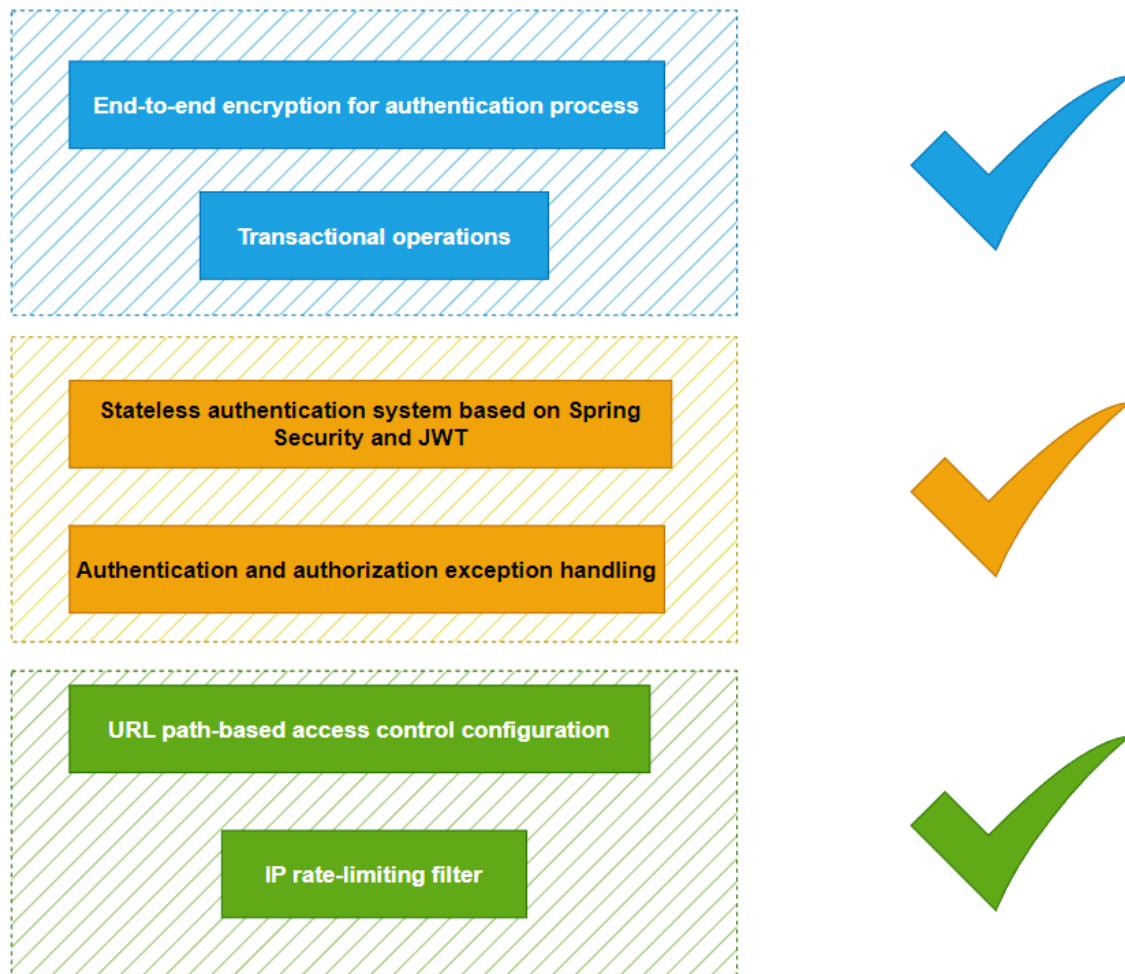 End-to-end encryption for authentication process
Transactional operations
Stateless authentication system based on Spring
Security and JWT
Authentication and authorization exception handling
URL path-based access control configuration
IP rate-limiting filter